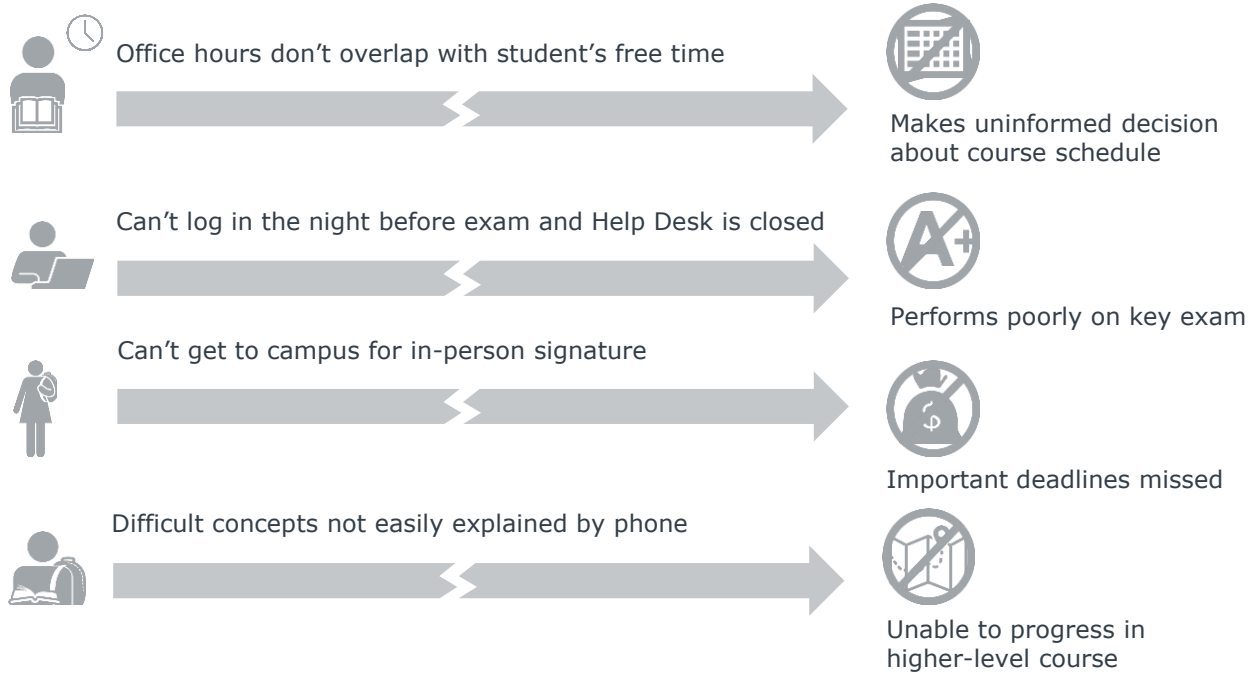 Office hours don’t overlap with student’s free time
Makes uninformed decision
about course schedule
Can’t log in the night before exam and Help Desk is closed
A+
Performs poorly on key exam
Can’t get to campus for in-person signature
$
Important deadlines missed
Difficult concepts not easily explained by phone
Unable to progress in
higher-level course